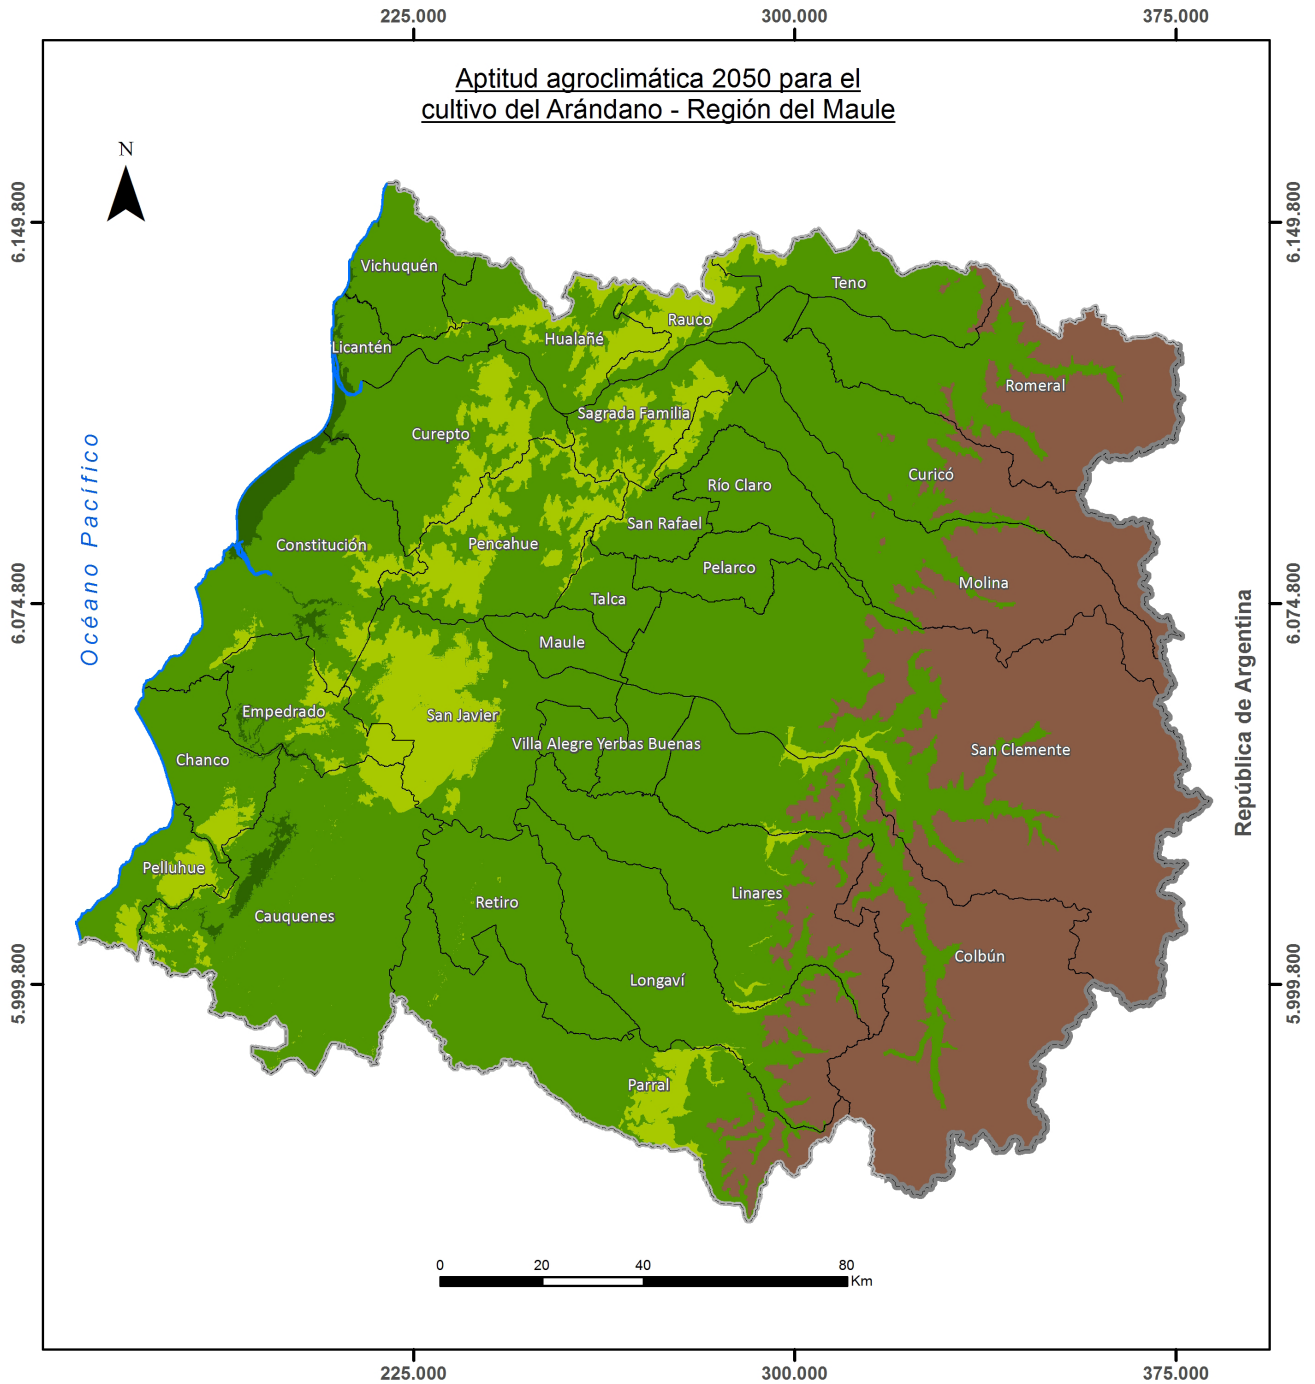 225.000
300.000
375.000
Aptitud agroclimática 2050 para el
cultivo del Arándano - Región del Maule
N
6.149.800
6.149.800
Vichuquén
Teno
Rauco
Hualañé
Licantén
Romeral
Sagrada Familia
Curepto
Océano Pacífico
Curicó
Río Claro
San Rafael
Constitución
Pencahue
Pelarco
Molina
6.074.800
6.074.800
Talca
Maule
República de Argentina
Empedrado
San Javier
Villa Alegre
Yerbas Buenas
San Clemente
Chanco
Pelluhue
Linares
Retiro
Cauquenes
Colbún
Longaví
5.999.800
5.999.800
Parral
0
20
40
80
Km
225.000
300.000
375.000